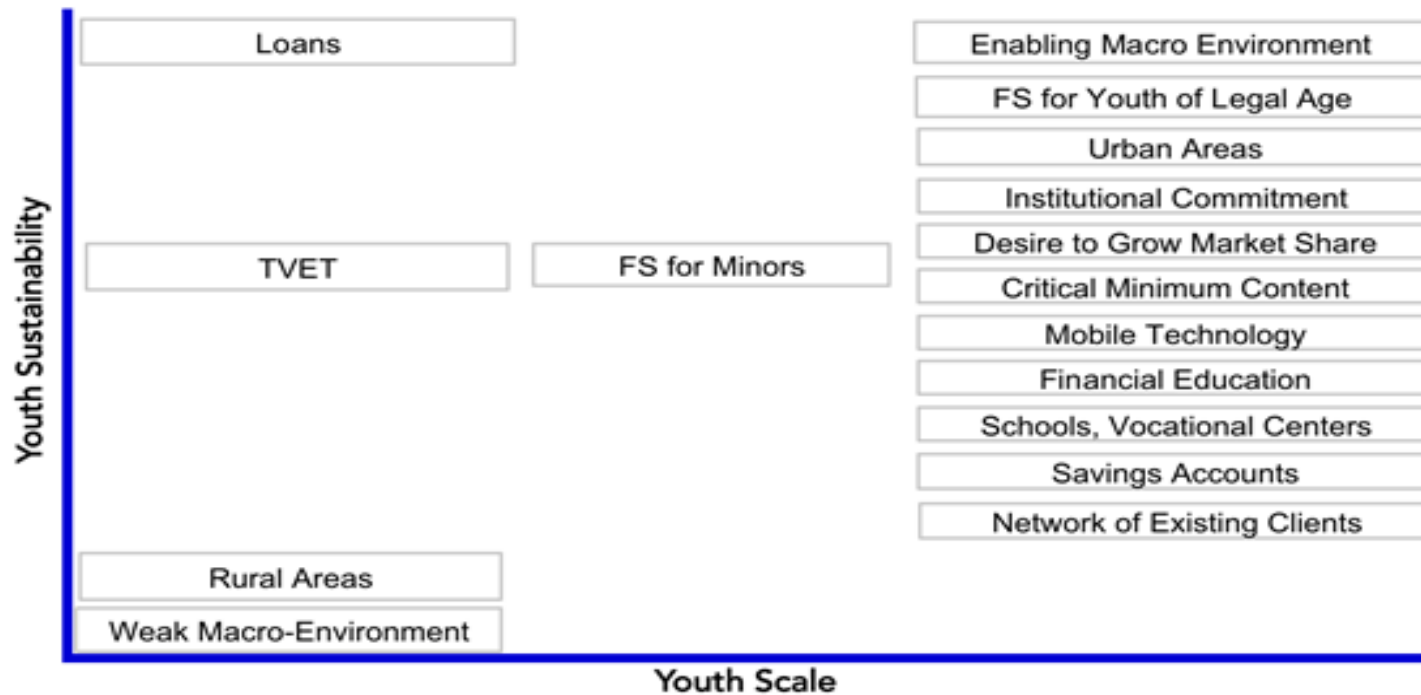 Loans
Enabling Macro Environment
FS for Youth of Legal Age
Urban Areas
Institutional Commitment
Desire to Grow Market Share
TVET
FS for Minors
Critical Minimum Content
Mobile Technology
Financial Education
Schools, Vocational Centers
Savings Accounts
Network of Existing Clients
Rural Areas
Weak Macro-Environment
Youth Sustainability
Youth Scale